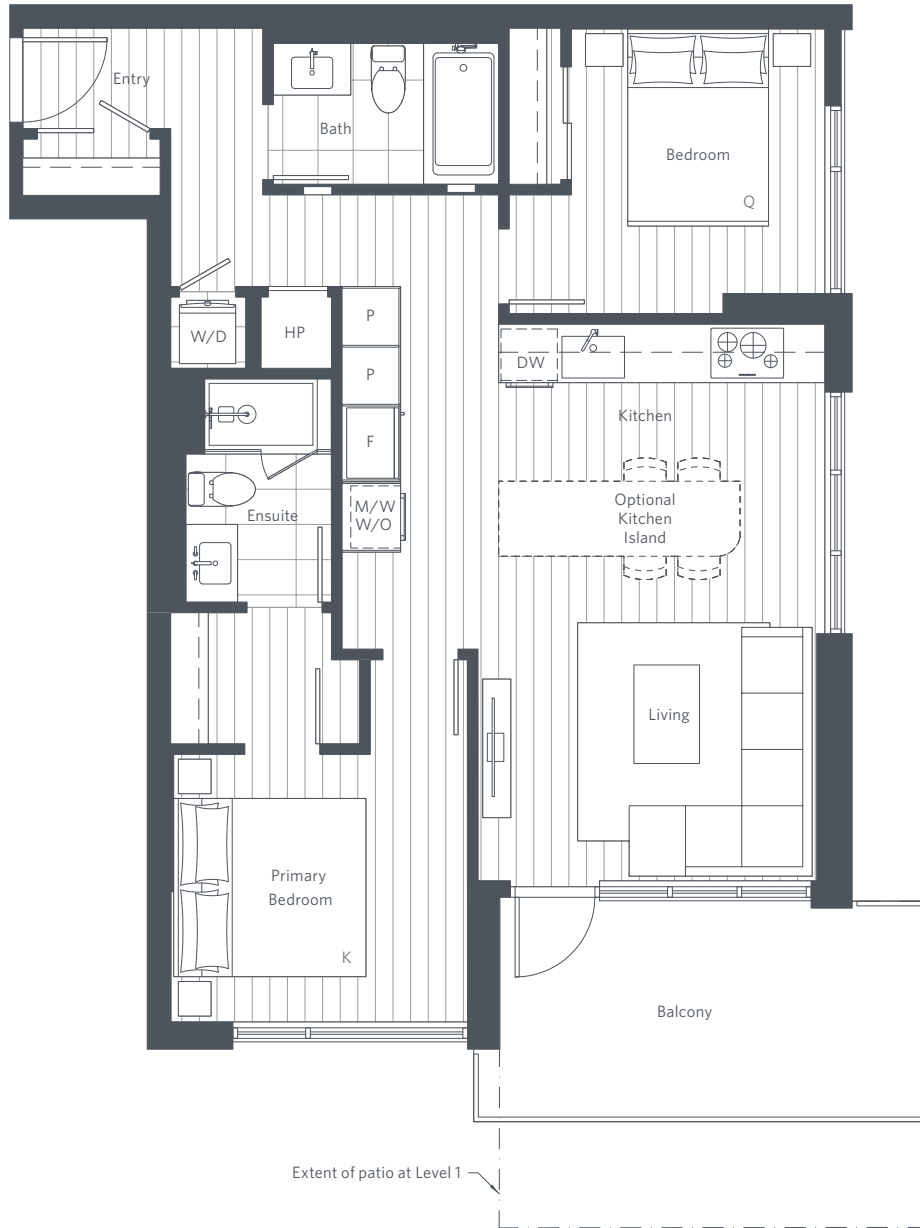 Entry
Bath
Bedroom
Q
W/D
HP
P
P
DW
F
Kitchen
M/W
W/O
Optional
Kitchen
Island
Ensuite
Living
Primary
Bedroom
K
Balcony
Extent of patio at Level 1